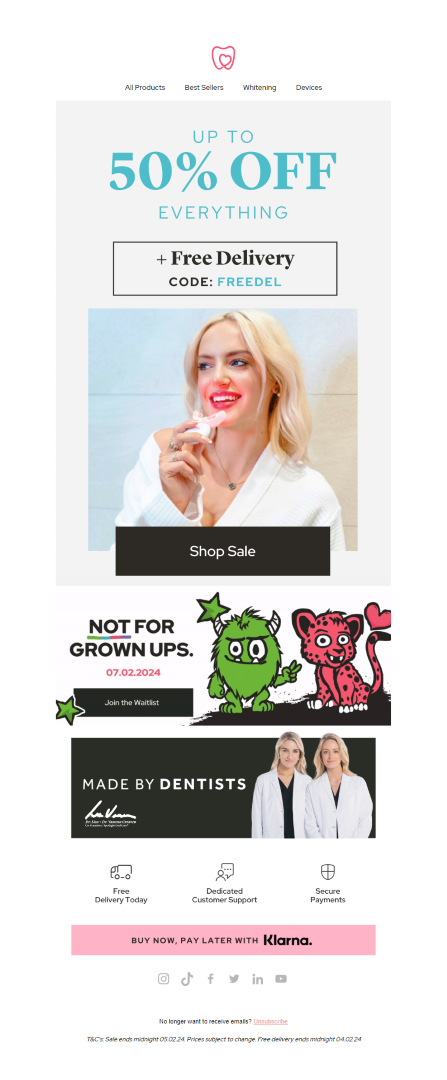 All Products Best Sellers Whitening Devices
UP TO
50% OFF
EVERYTHING
+ Free Delivery
CODE: FREEDEL
Shop Sale
NOT FOR
GROWN UPS.
07.02.2024
Join the Waitlist
MADE BY DENTISTS
Free
Delivery Today
Dedicated
Customer Support
Secure
Payments
BUY NOW, PAY LATER WITH Klarna.
No longer want to receive emails? Unsubscribe
T&C's: Sale ends midnight 05.02.24. Prices subject to change. Free delivery ends midnight 04.02.24